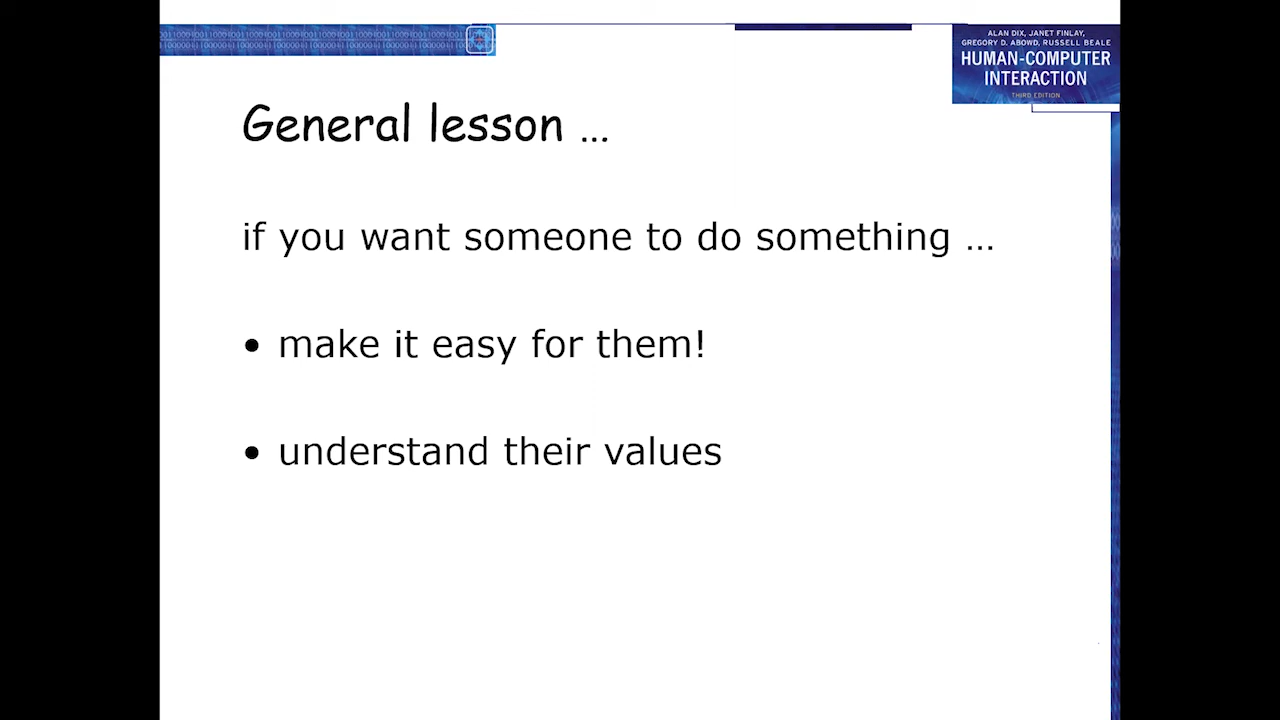 ALAN DIX, JANET FINLAY,
GREGORY D. ABOWD, RUSSELL BEALE
HUMAN-COMPUTER
INTERACTION
THIRD EDITION
General lesson …
if you want someone to do something …
• make it easy for them!
• understand their values